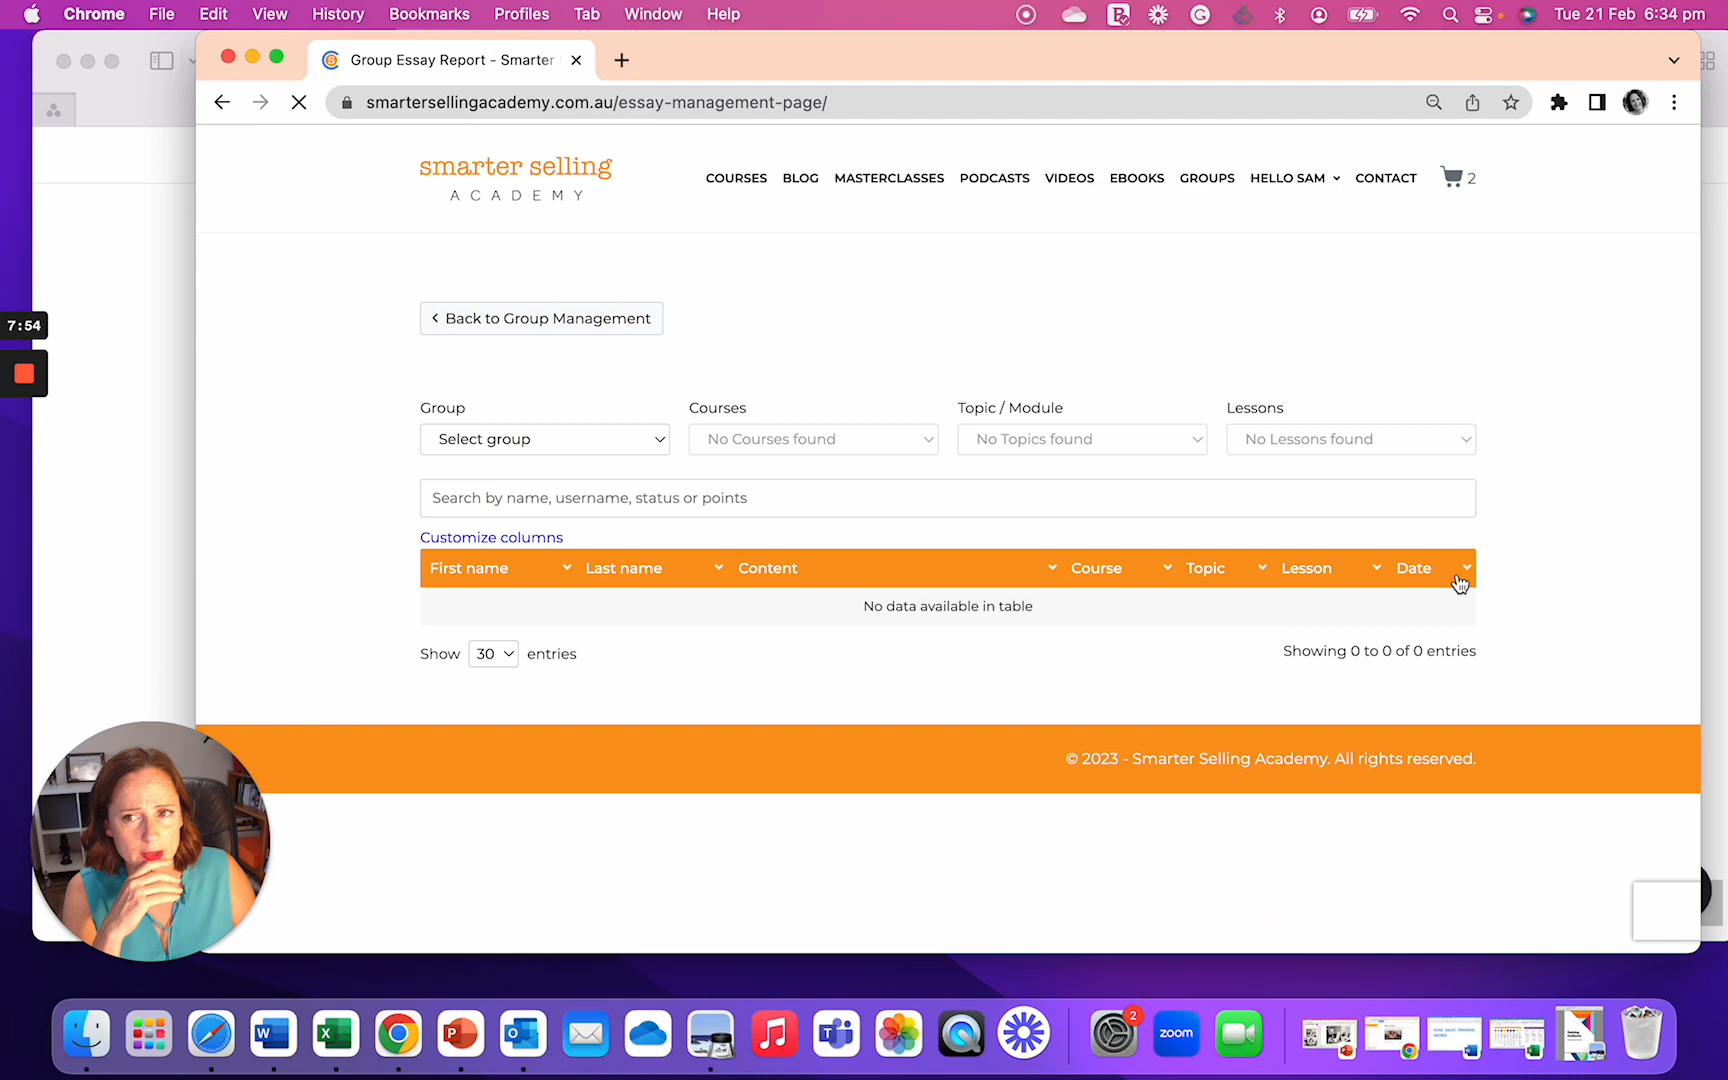 Chrome File Edit View History Bookmarks Profiles Tab Window Help Tue 21 Feb 6:34 pm
Group Essay Report - Smarter
smartersellingacademy.com.au/essay-management-page/
smarter selling
ACADEMY
COURSES BLOG MASTERCLASSES PODCASTS VIDEOS EBOOKS GROUPS HELLO SAM CONTACT 2
7:54
Back to Group Management
Group Courses Topic / Module Lessons
Select group No Courses found No Topics found No Lessons found
Search by name, username, status or points
Customize columns
First name Last name Content Course Topic Lesson Date
No data available in table
Show 30 entries Showing 0 to 0 of 0 entries
© 2023 - Smarter Selling Academy. All rights reserved.
2
zoom